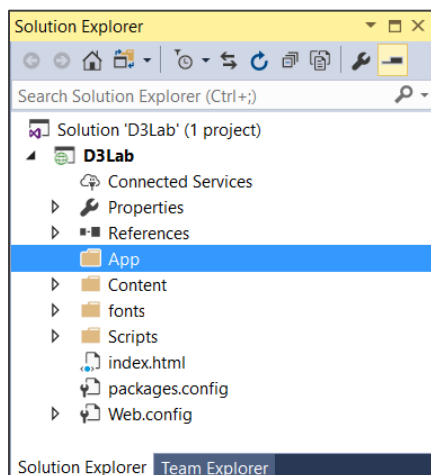 Solution Explorer
Search Solution Explorer (Ctrl+;)
Solution 'D3Lab' (1 project)
D3Lab
Connected Services
Properties
References
App
Content
fonts
Scripts
index.html
packages.config
Web.config
Solution Explorer Team Explorer